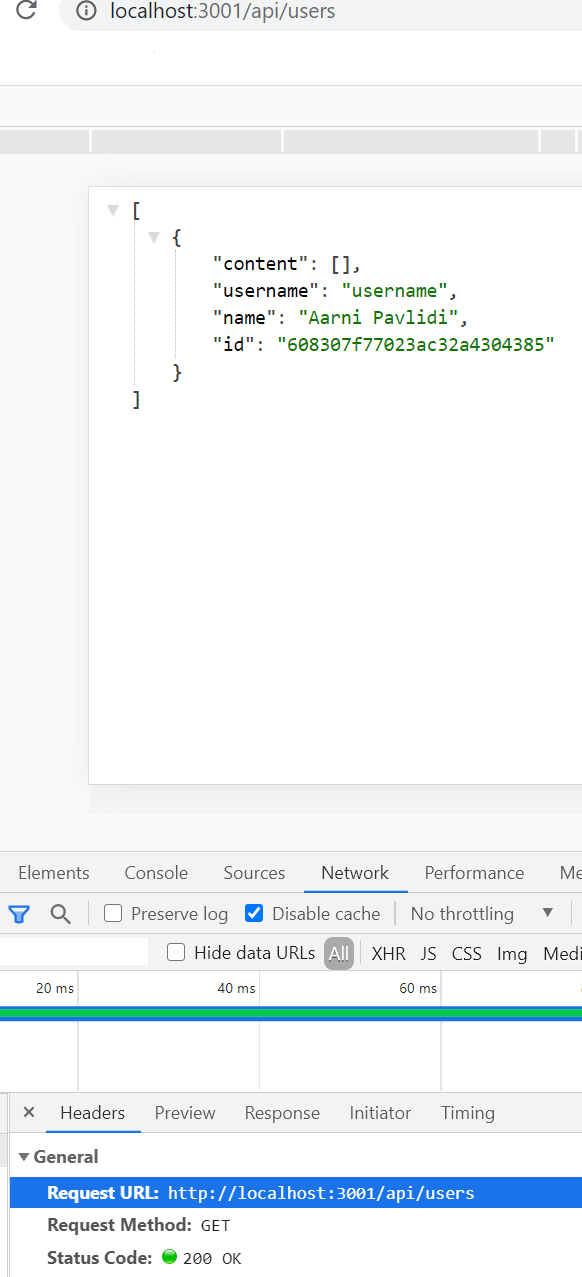 localhost:3001/api/users
[
{
"content": [],
"username": "username",
"name": "Aarni Pavlidi",
"id": "608307f77023ac32a4304385"
}
]
Elements Console Sources Network Performance Me
Preserve log Disable cache No throttling
Hide data URLs All XHR JS CSS Img Medi
20 ms 40 ms 60 ms
× Headers Preview Response Initiator Timing
General
Request URL: http://localhost:3001/api/users
Request Method: GET
Status Code: 200 OK